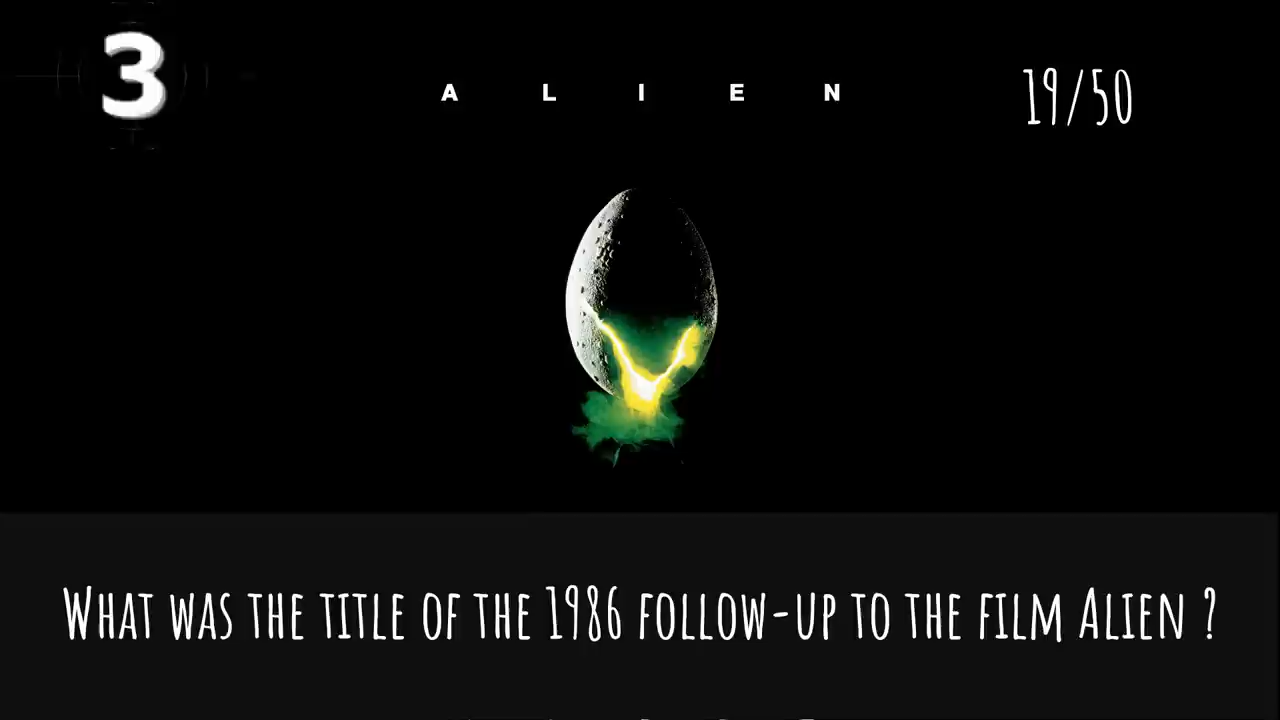 3
A L I E N
19/50
What was the title of the 1986 follow-up to the film Alien ?